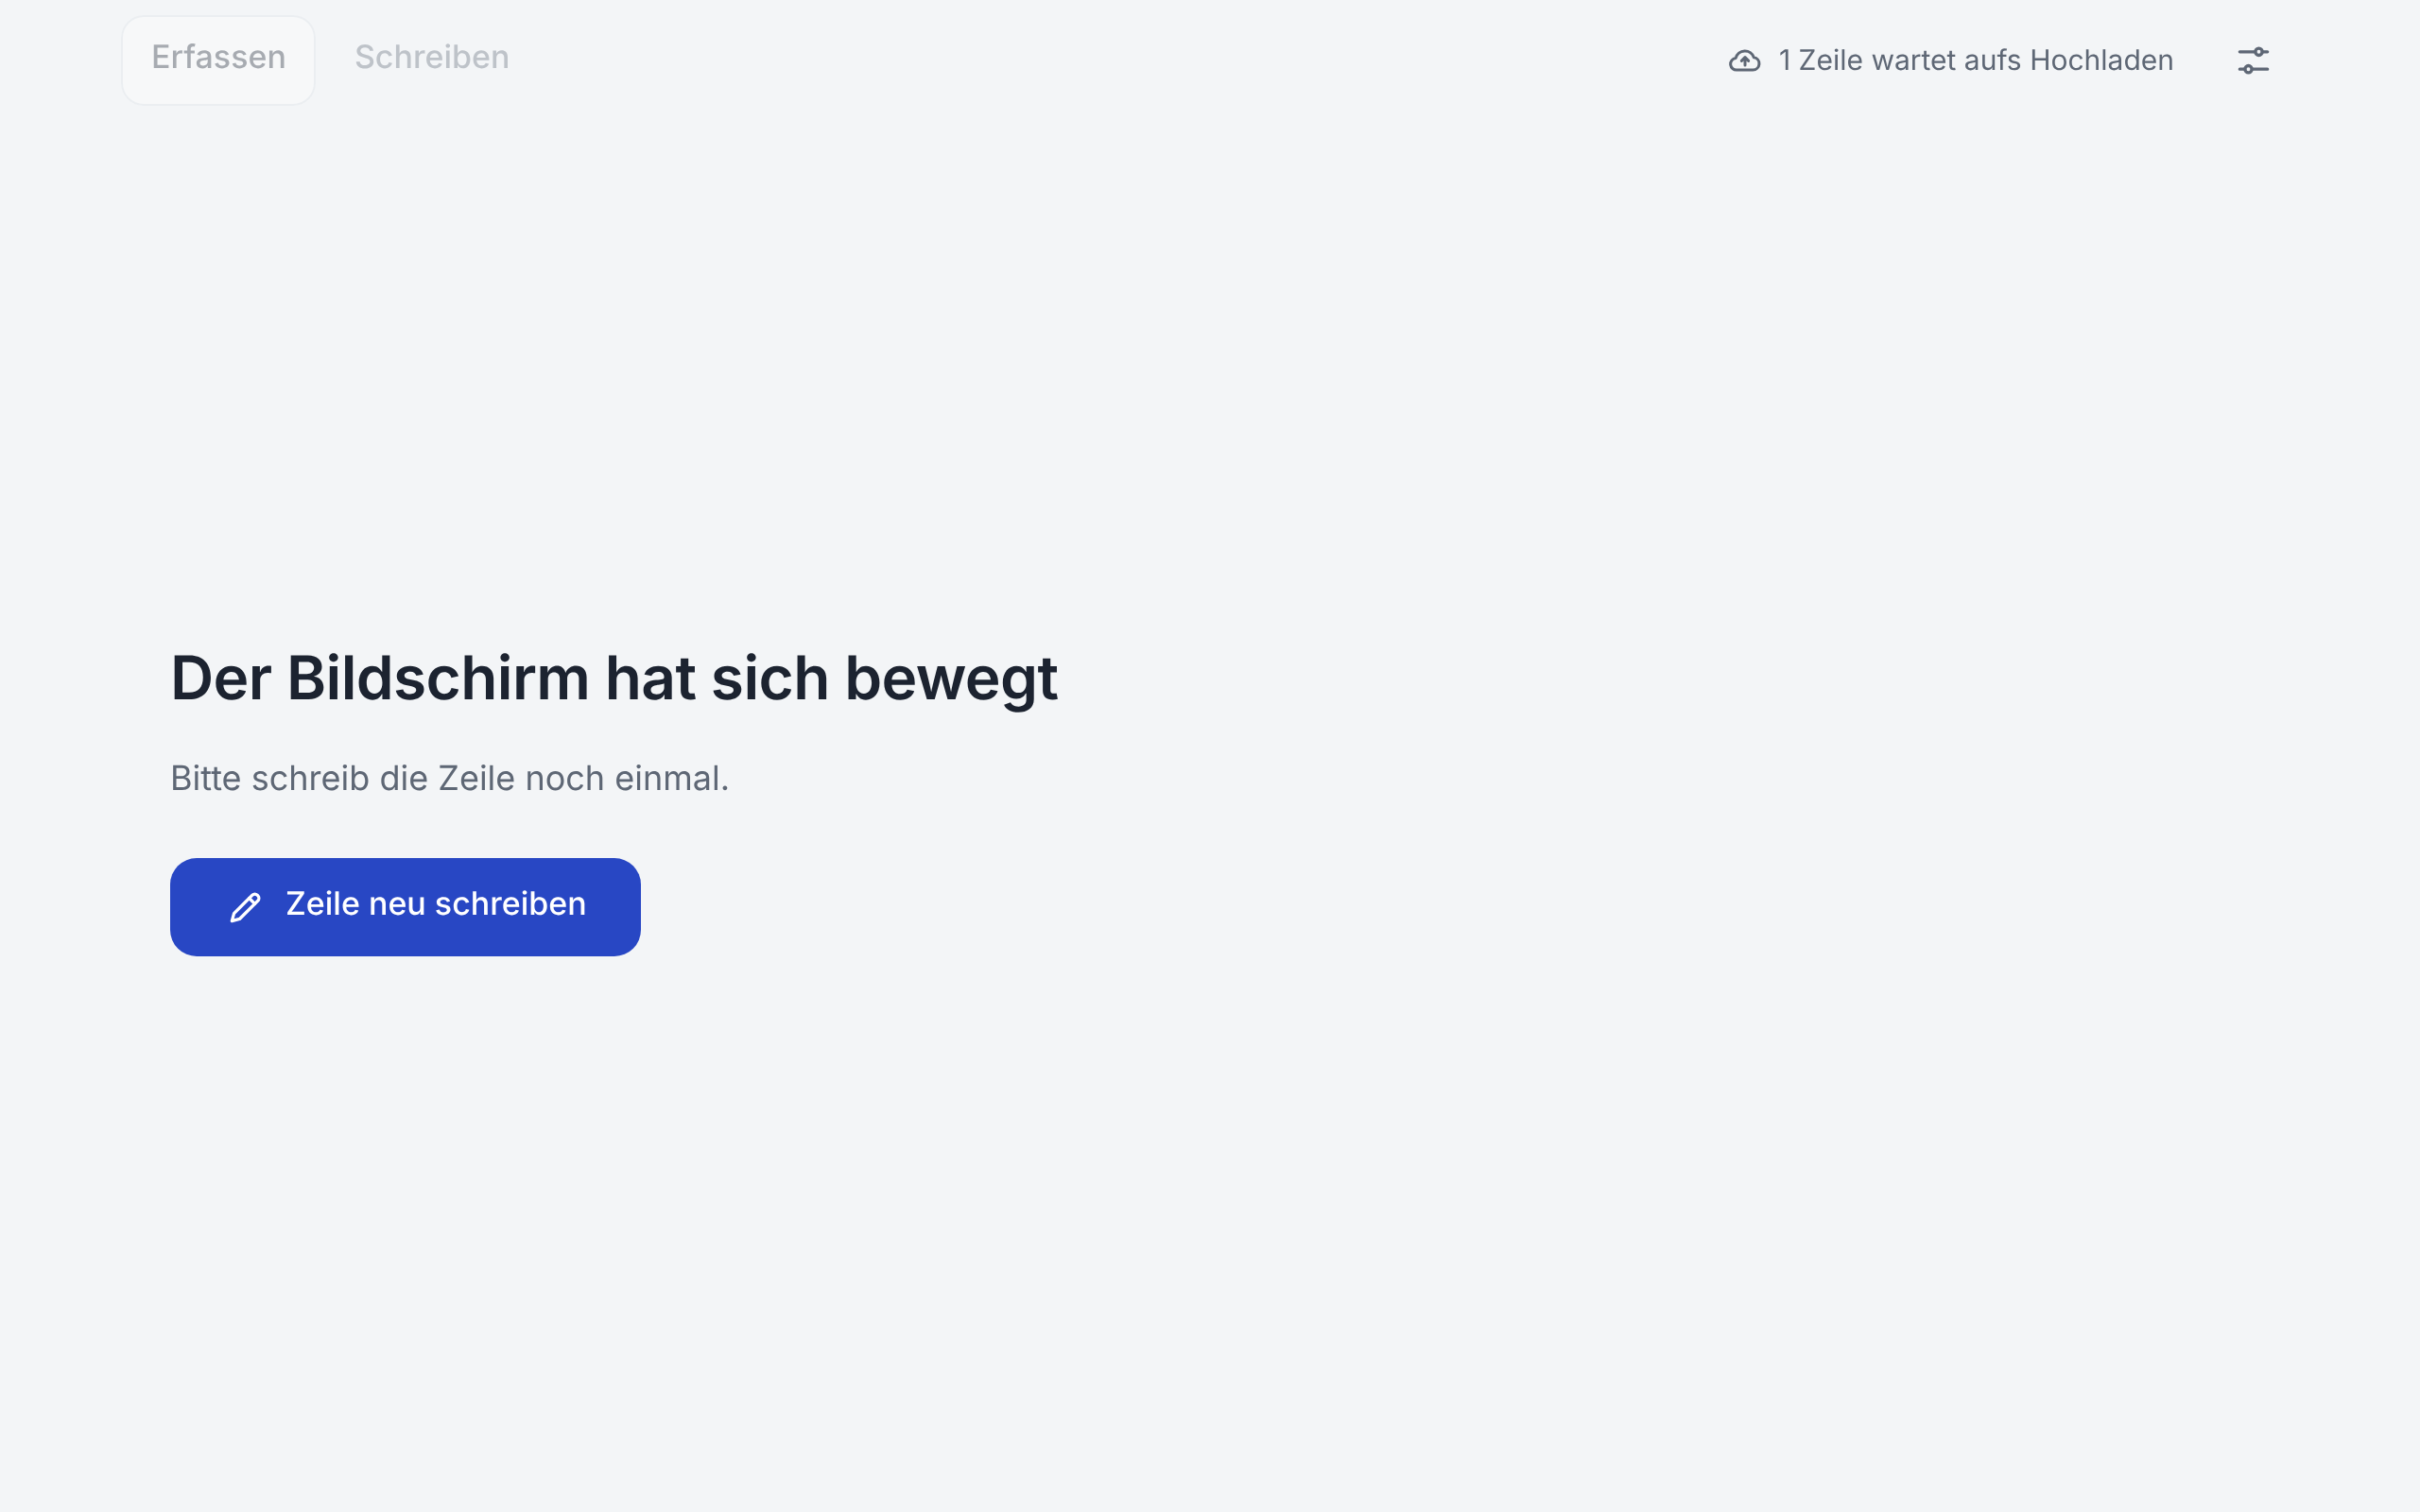 Erfassen
Schreiben
1 Zeile wartet aufs Hochladen
Der Bildschirm hat sich bewegt
Bitte schreib die Zeile noch einmal.
Zeile neu schreiben